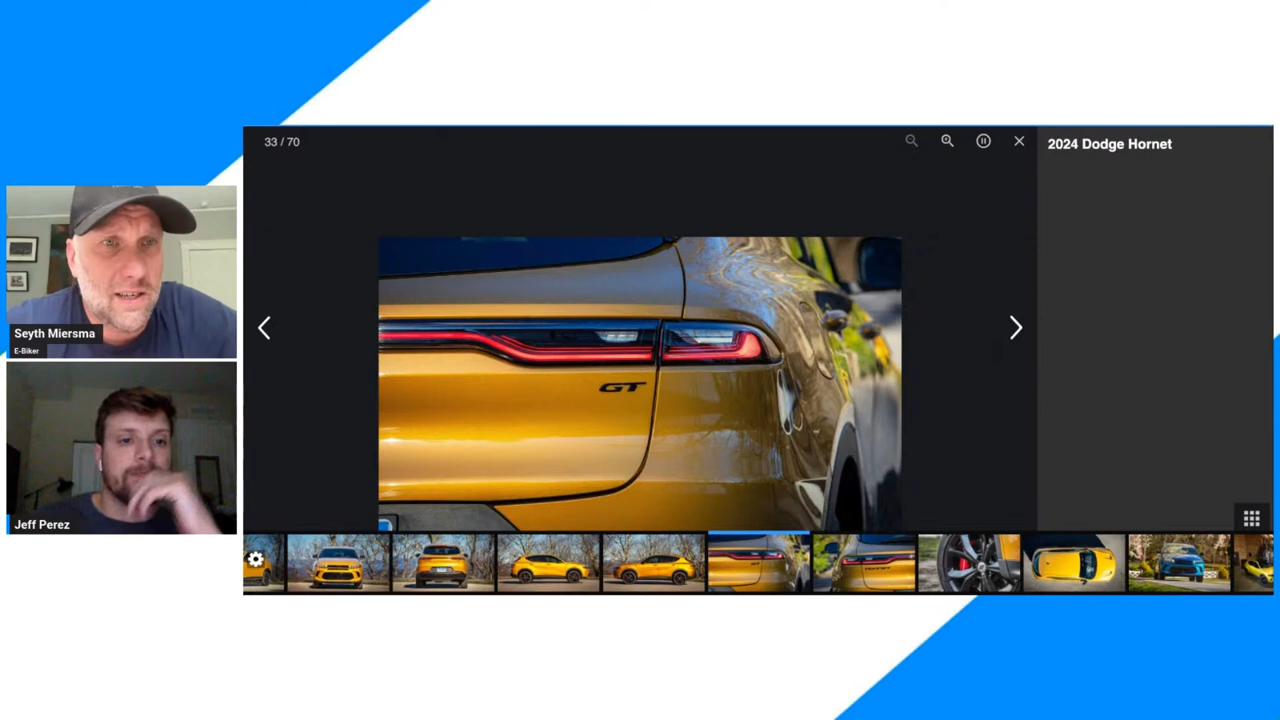 33 / 70
2024 Dodge Hornet
Seyth Miersma
E-Biker
GT
Jeff Perez